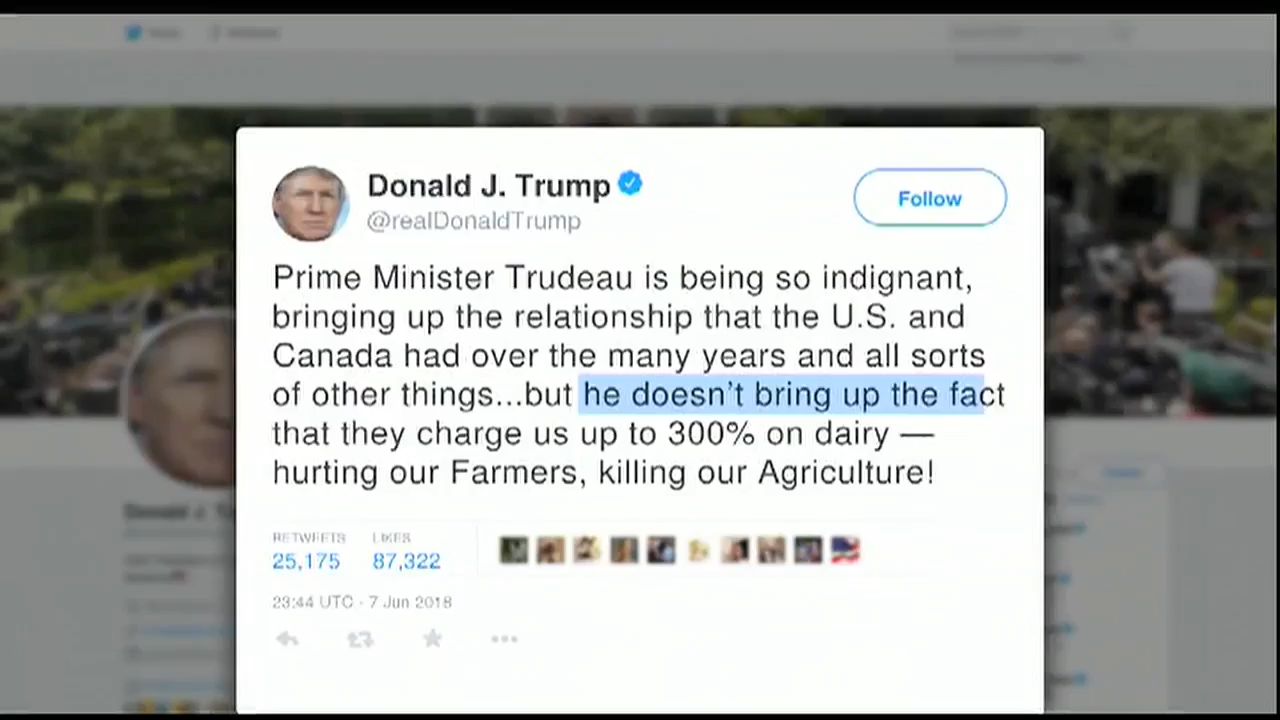 Donald J. Trump
@realDonaldTrump
Follow
Prime Minister Trudeau is being so indignant,
bringing up the relationship that the U.S. and
Canada had over the many years and all sorts
of other things...but he doesn't bring up the fact
that they charge us up to 300% on dairy —
hurting our Farmers, killing our Agriculture!
RETWEETS LIKES
25,175 87,322
23:44 UTC - 7 Jun 2018